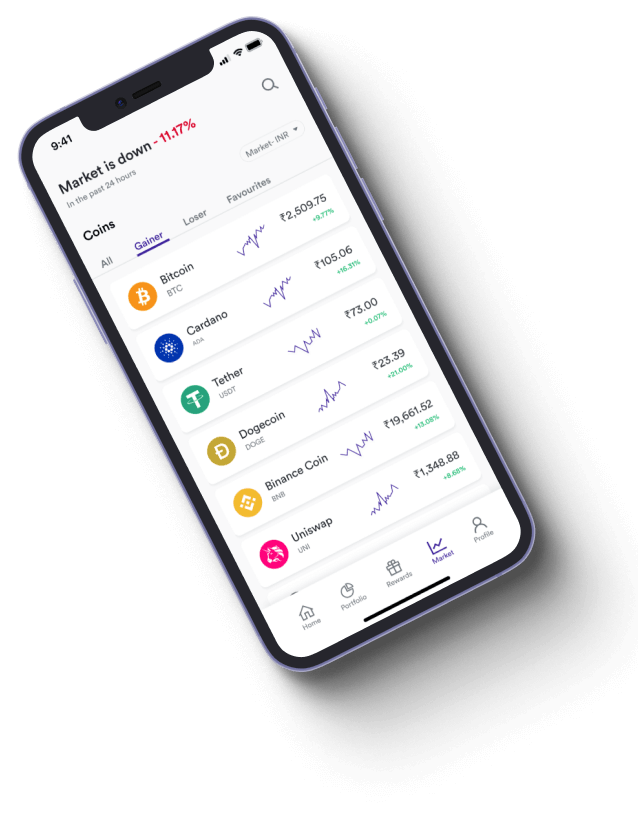 9:41
Market is down - 11.17%
In the past 24 hours
Market- INR
Coins
All Gainer Loser Favourites
Bitcoin ₹2,509.75
BTC +9.77%
Cardano ₹105.06
ADA +16.31%
Tether ₹73.00
USDT +0.07%
Dogecoin ₹23.39
DOGE +21.00%
Binance Coin ₹19,661.52
BNB +13.08%
Uniswap ₹1,348.88
UNI +8.68%
Home Portfolio Rewards Market Profile